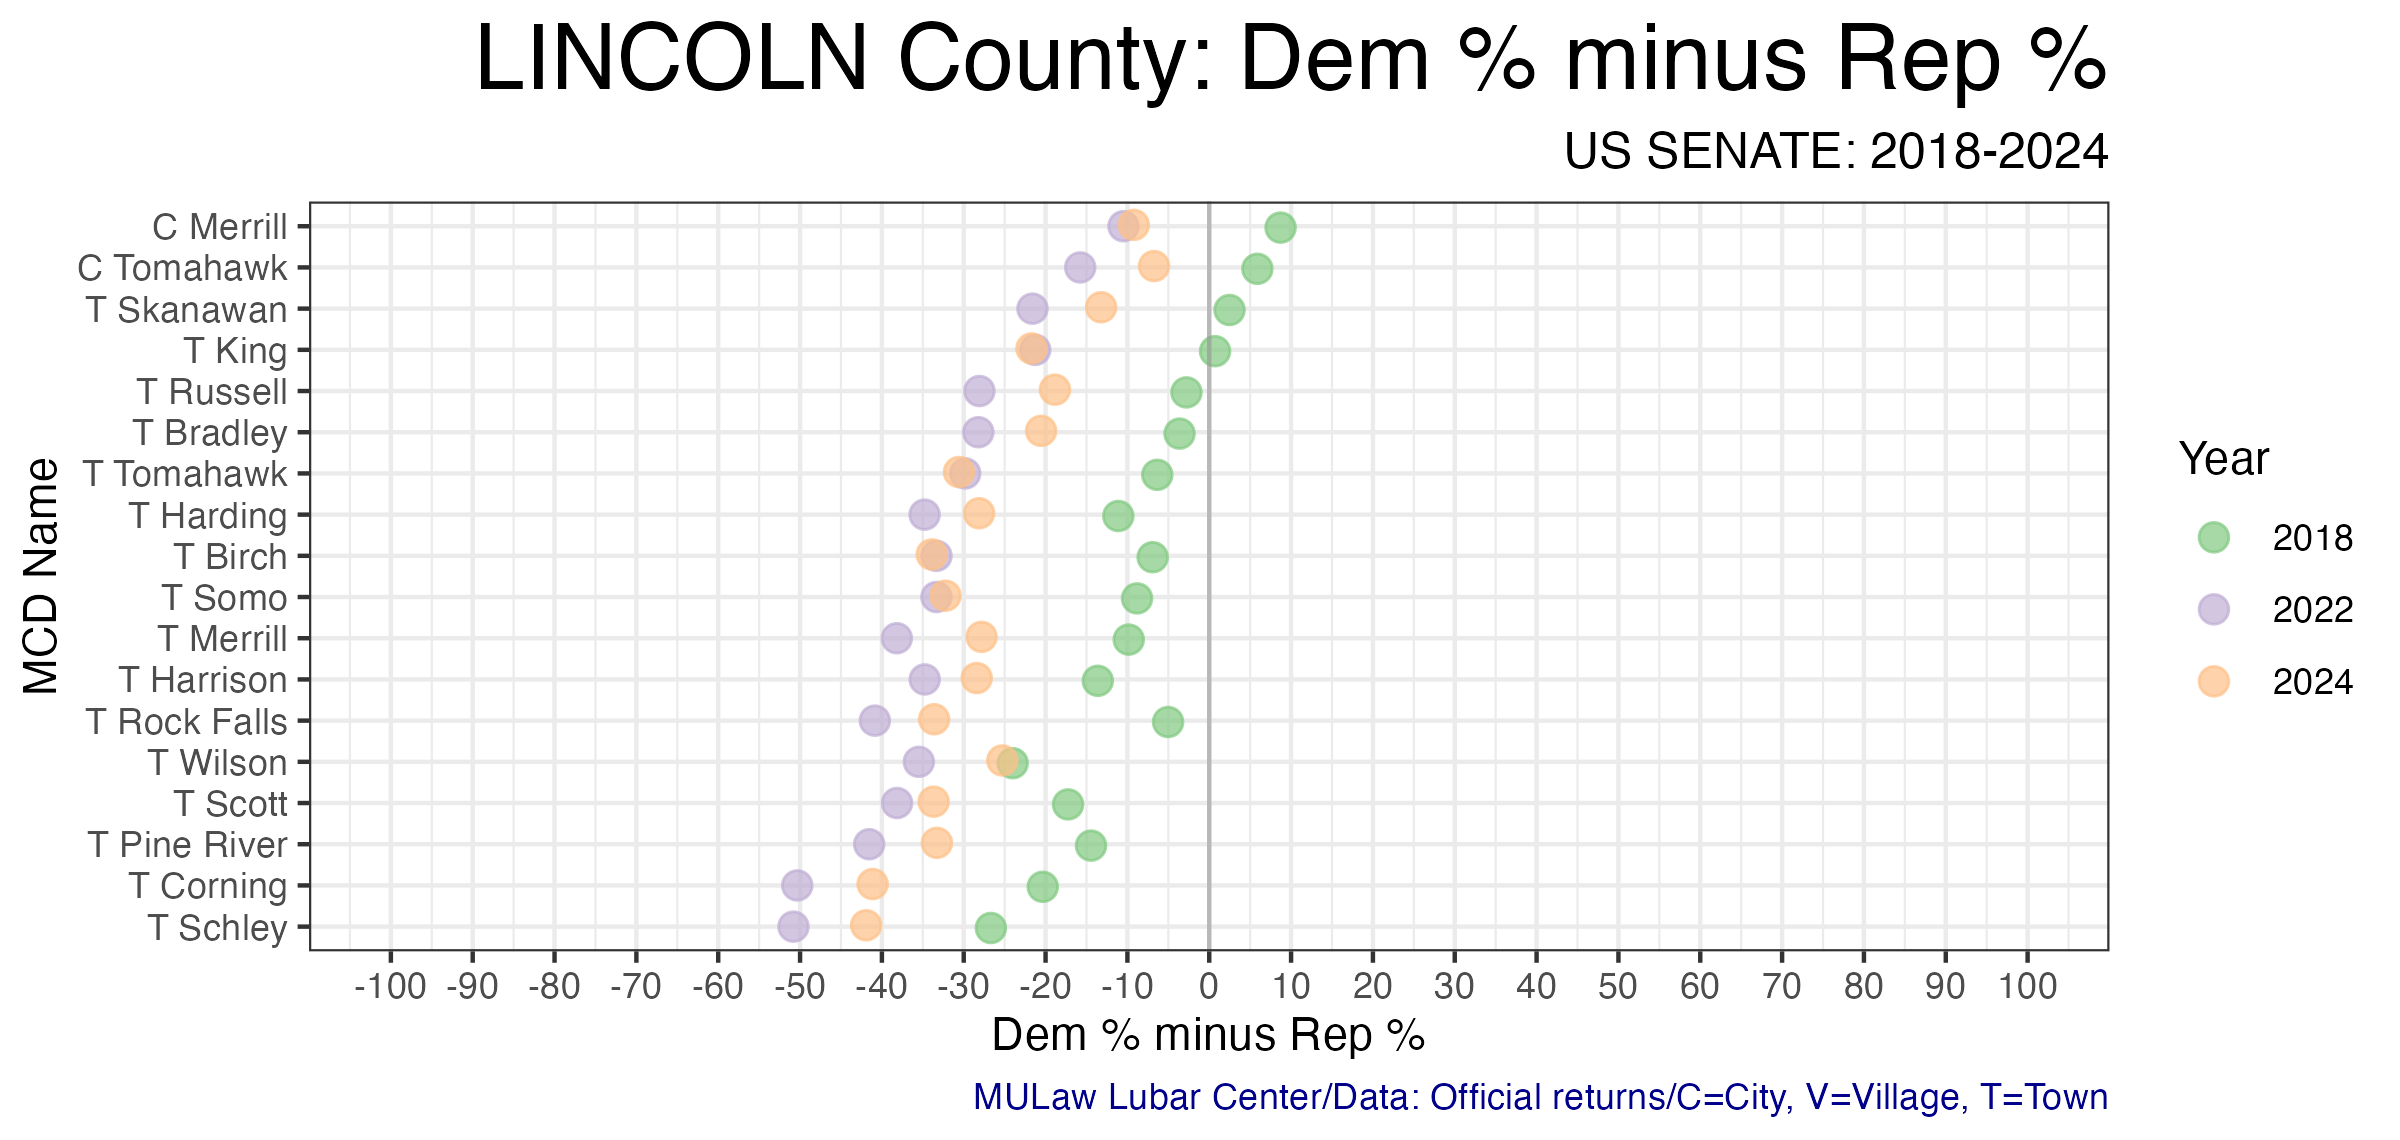 LINCOLN County: Dem % minus Rep %
US SENATE: 2018-2024
MCD Name
C Merrill
C Tomahawk
T Skanawan
T King
T Russell
T Bradley
T Tomahawk
T Harding
T Birch
T Somo
T Merrill
T Harrison
T Rock Falls
T Wilson
T Scott
T Pine River
T Corning
T Schley
-100 -90 -80 -70 -60 -50 -40 -30 -20 -10 0 10 20 30 40 50 60 70 80 90 100
Dem % minus Rep %
Year
2018
2022
2024
MULaw Lubar Center/Data: Official returns/C=City, V=Village, T=Town